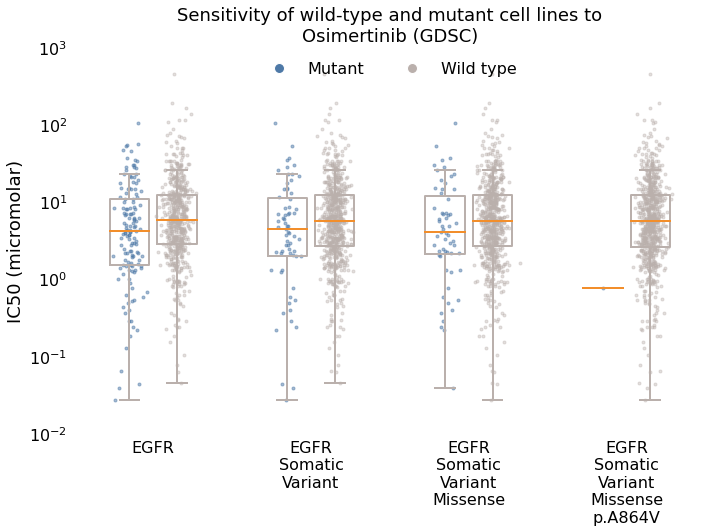 Sensitivity of wild-type and mutant cell lines to
Osimertinib (GDSC)
Mutant
Wild type
IC50 (micromolar)
10³
10²
10¹
10⁰
10⁻¹
10⁻²
EGFR
EGFR
Somatic
Variant
EGFR
Somatic
Variant
Missense
EGFR
Somatic
Variant
Missense
p.A864V